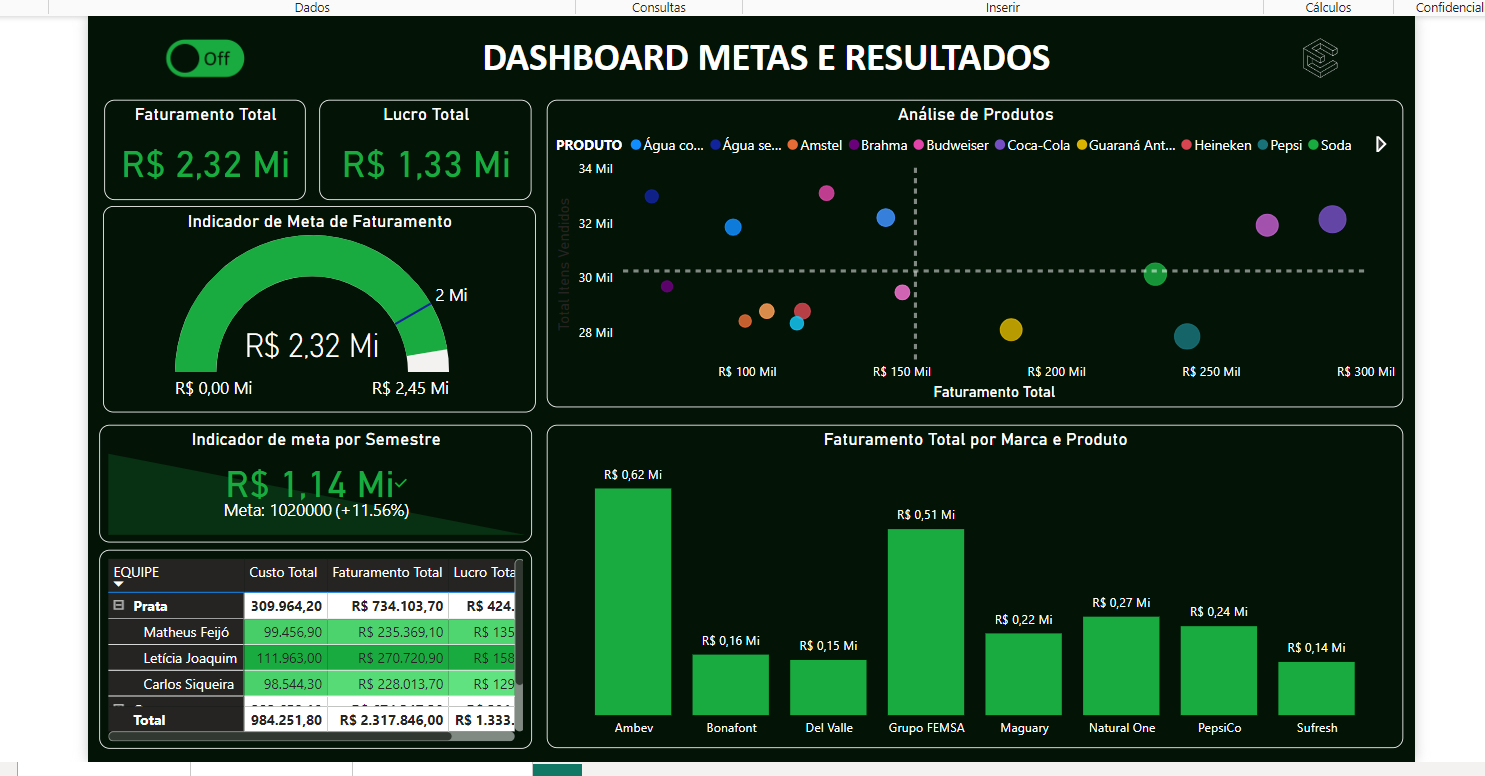 Dados Consultas Inserir Cálculos Confidencial
Off
DASHBOARD METAS E RESULTADOS
Faturamento Total
R$ 2,32 Mi
Lucro Total
R$ 1,33 Mi
Indicador de Meta de Faturamento
2 Mi
R$ 2,32 Mi
R$ 0,00 Mi R$ 2,45 Mi
Indicador de meta por Semestre
R$ 1,14 Mi
Meta: 1020000 (+11.56%)
EQUIPE Custo Total Faturamento Total Lucro Tota
Prata 309.964,20 R$ 734.103,70 R$ 424.
Matheus Feijó 99.456,90 R$ 235.369,10 R$ 135
Letícia Joaquim 111.963,00 R$ 270.720,90 R$ 158
Carlos Siqueira 98.544,30 R$ 228.013,70 R$ 129
Total 984.251,80 R$ 2.317.846,00 R$ 1.333.
Análise de Produtos
PRODUTO Água co... Água se... Amstel Brahma Budweiser Coca-Cola Guaraná Ant... Heineken Pepsi Soda
Total Itens Vendidos
34 Mil
32 Mil
30 Mil
28 Mil
R$ 100 Mil R$ 150 Mil R$ 200 Mil R$ 250 Mil R$ 300 Mil
Faturamento Total
Faturamento Total por Marca e Produto
R$ 0,62 Mi
R$ 0,16 Mi
R$ 0,15 Mi
R$ 0,51 Mi
R$ 0,22 Mi
R$ 0,27 Mi
R$ 0,24 Mi
R$ 0,14 Mi
Ambev Bonafont Del Valle Grupo FEMSA Maguary Natural One PepsiCo Sufresh